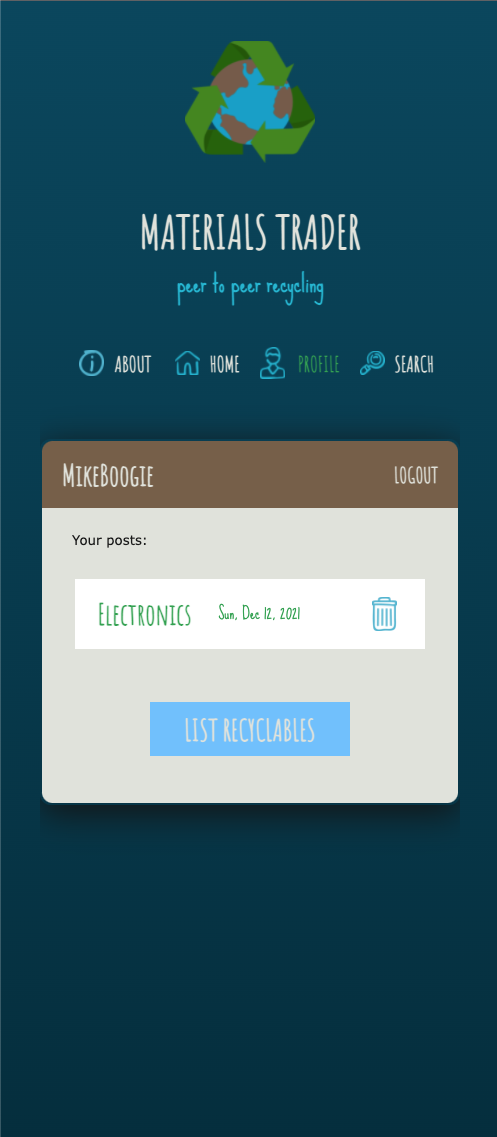 MATERIALS TRADER
peer to peer recycling
ABOUT HOME PROFILE SEARCH
MIKEBOOGIE LOGOUT
Your posts:
ELECTRONICS Sun, Dec 12, 2021
LIST RECYCLABLES